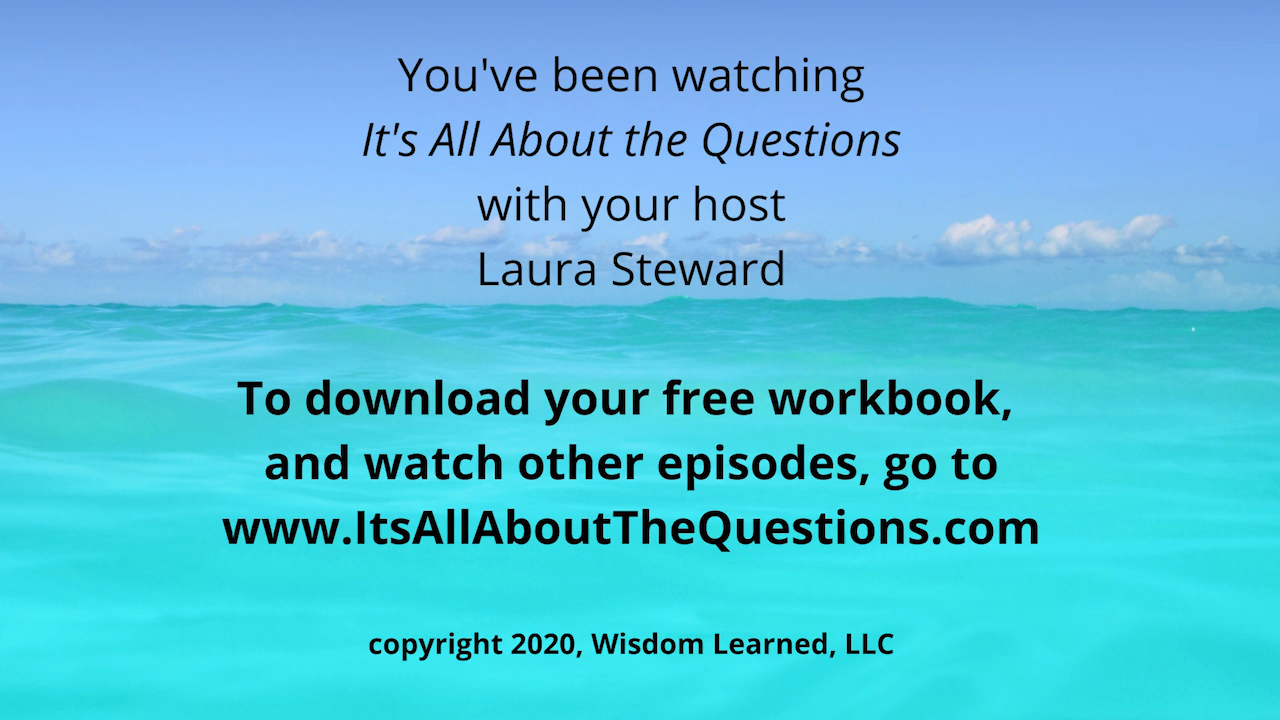 You've been watching
It's All About the Questions
with your host
Laura Steward
To download your free workbook,
and watch other episodes, go to
www.ItsAllAboutTheQuestions.com
copyright 2020, Wisdom Learned, LLC